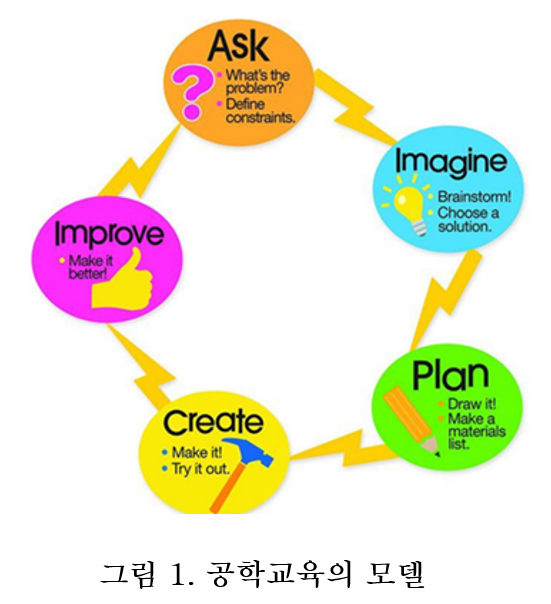 Ask
• What's the
problem?
• Define
constraints.
Imagine
• Brainstorm!
• Choose a
solution.
Plan
• Draw it!
• Make a
materials
list.
Create
• Make it!
• Try it out.
Improve
• Make it
better!
그림 1. 공학교육의 모델